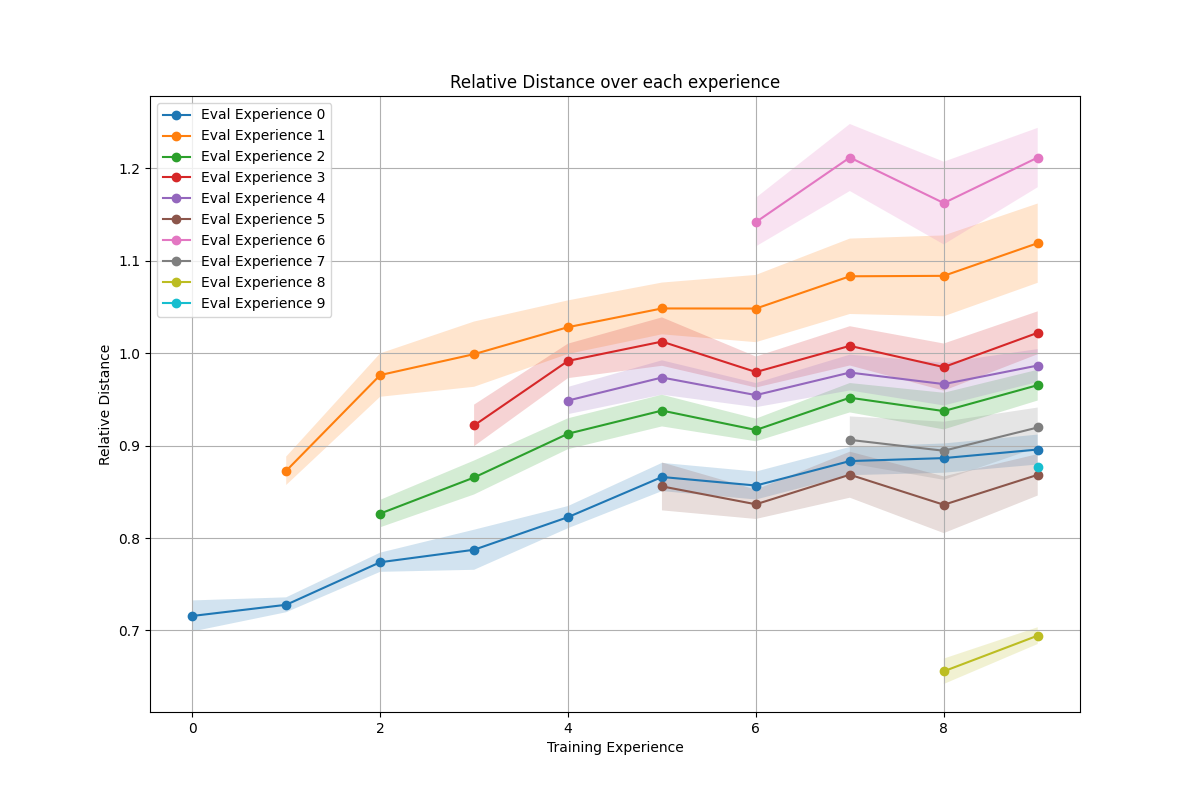 Relative Distance over each experience
Eval Experience 0
Eval Experience 1
Eval Experience 2
Eval Experience 3
Eval Experience 4
Eval Experience 5
Eval Experience 6
Eval Experience 7
Eval Experience 8
Eval Experience 9
1.2
1.1
1.0
0.9
0.8
0.7
Relative Distance
0 2 4 6 8
Training Experience